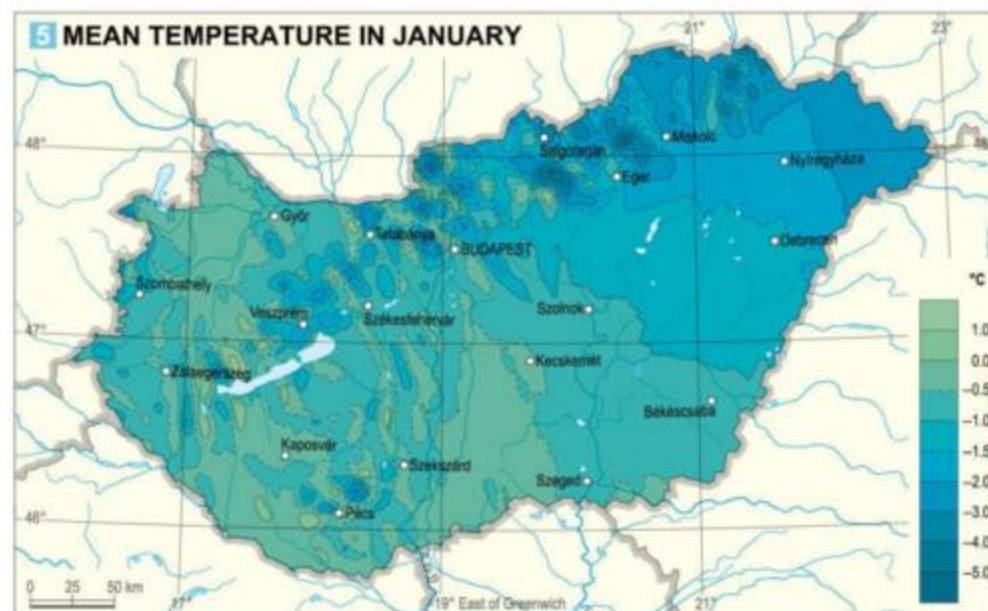 5 MEAN TEMPERATURE IN JANUARY
21°
23°
48°
Salgótarján
Miskolc
Nyíregyháza
Eger
Győr
Tatabánya
BUDAPEST
Debrecen
Szombathely
Veszprém
Székesfehérvár
Szolnok
47°
Zalaegerszeg
Kecskemét
Békéscsaba
Kaposvár
Szekszárd
Szeged
46°
Pécs
°C
1.0
0.0
–0.5
–1.0
–1.5
–2.0
–3.0
–4.0
–5.0
0 25 50 km
17°
19° East of Greenwich
21°